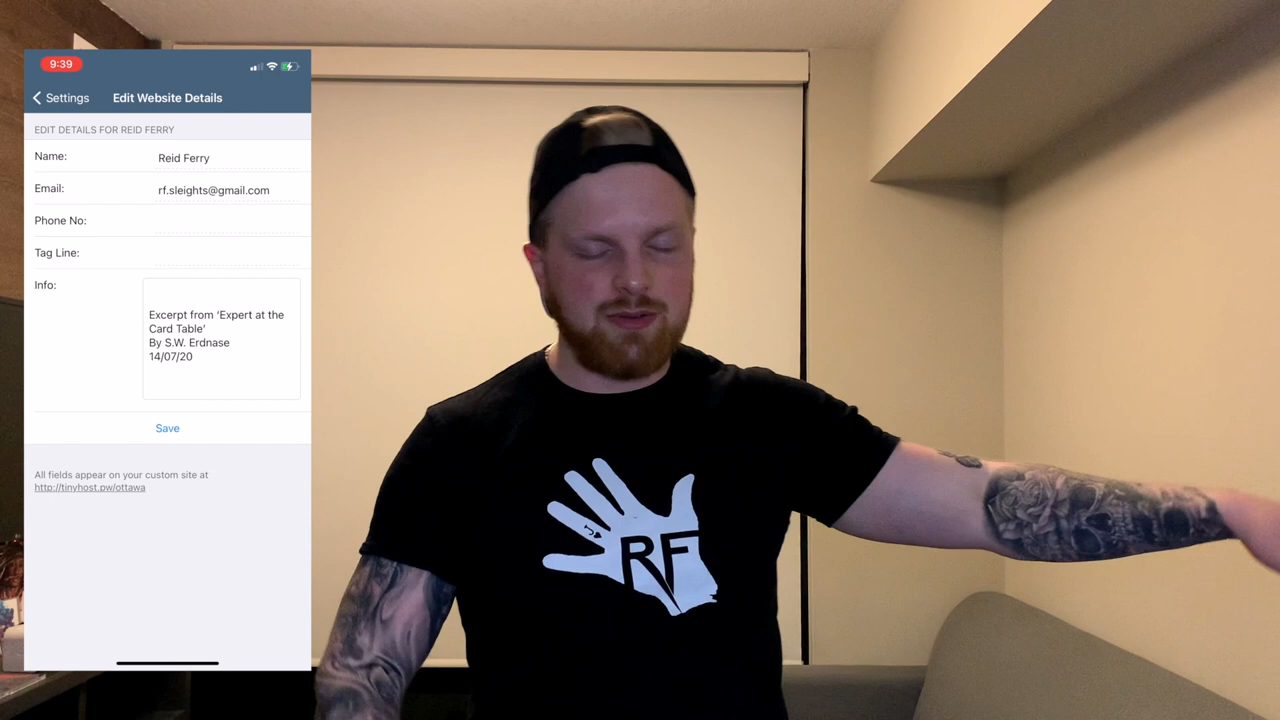 9:39
Settings
Edit Website Details
EDIT DETAILS FOR REID FERRY
Name: Reid Ferry
Email: rf.sleights@gmail.com
Phone No:
Tag Line:
Info:
Excerpt from ‘Expert at the
Card Table’
By S.W. Erdnase
14/07/20
Save
All fields appear on your custom site at
http://tinyhost.pw/ottawa
J
RF